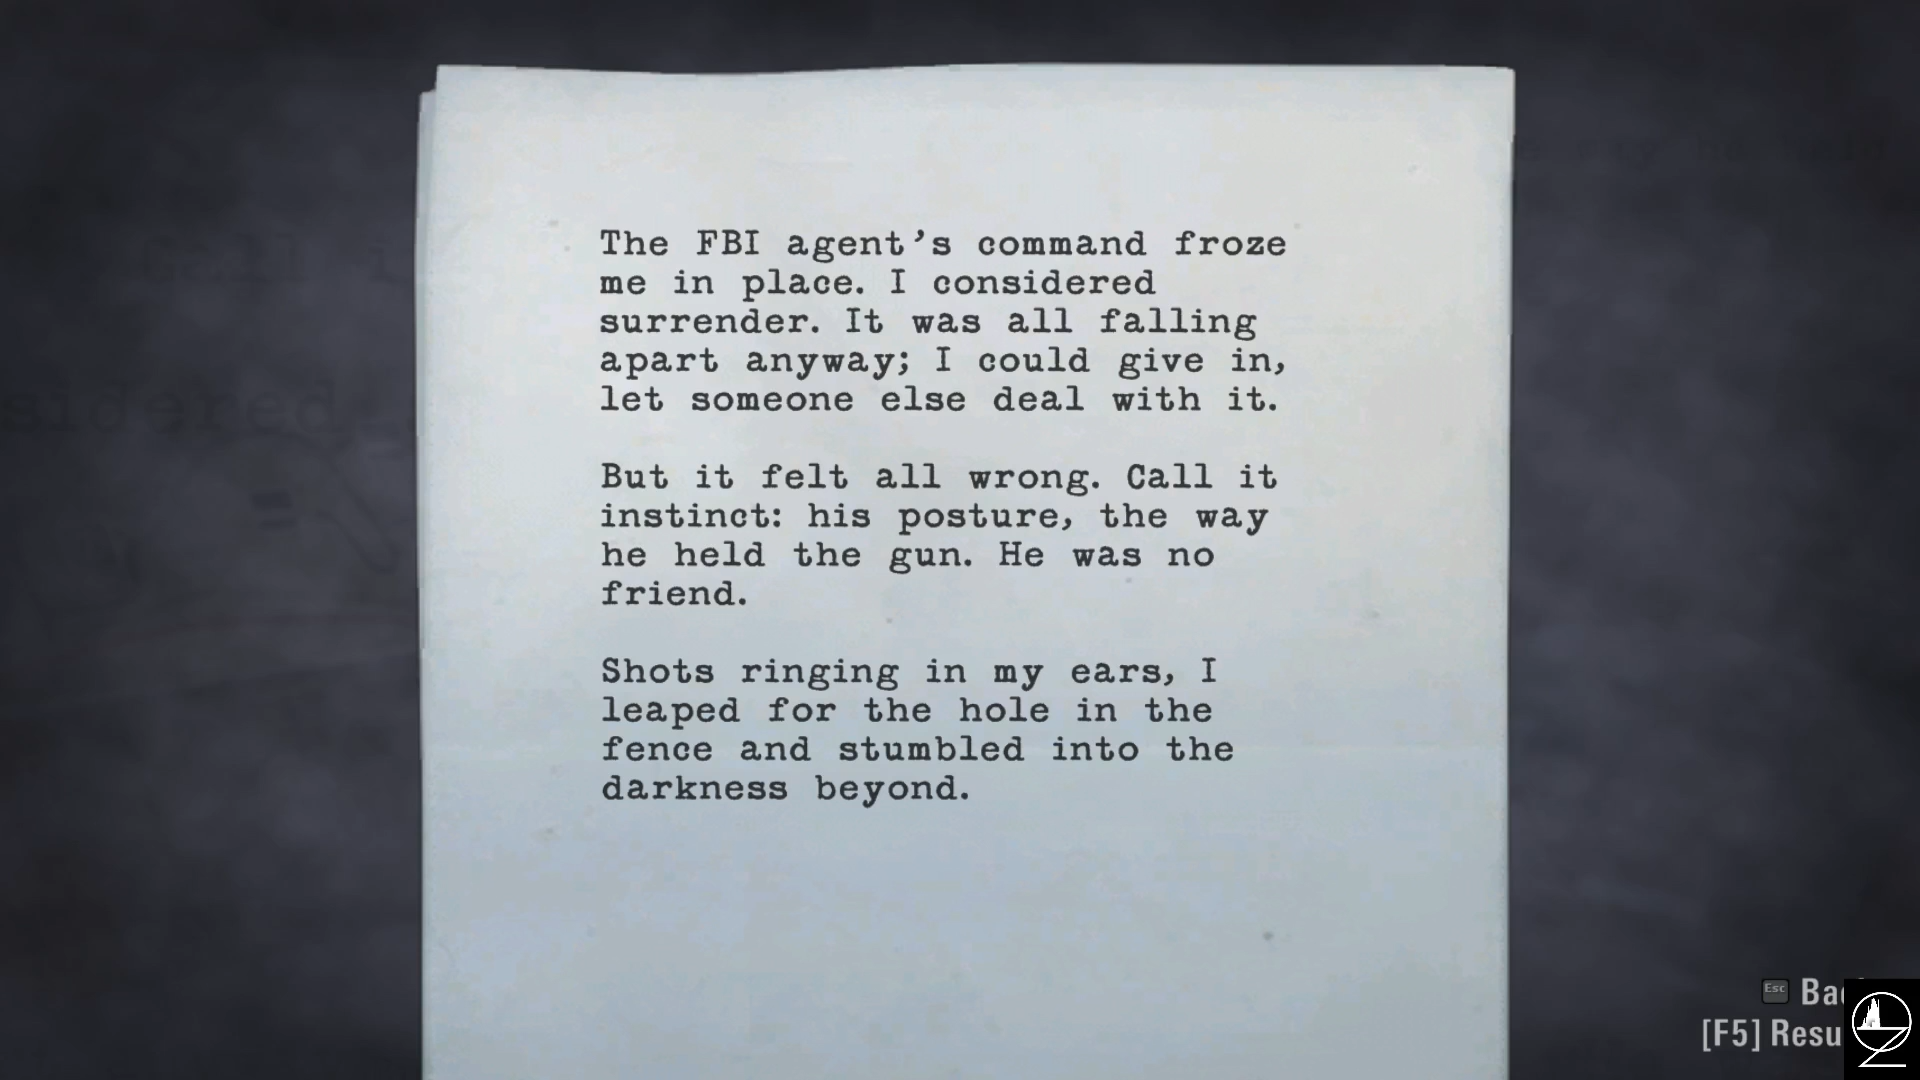 The FBI agent’s command froze
me in place. I considered
surrender. It was all falling
apart anyway; I could give in,
let someone else deal with it.
But it felt all wrong. Call it
instinct: his posture, the way
he held the gun. He was no
friend.
Shots ringing in my ears, I
leaped for the hole in the
fence and stumbled into the
darkness beyond.
Esc
[F5]